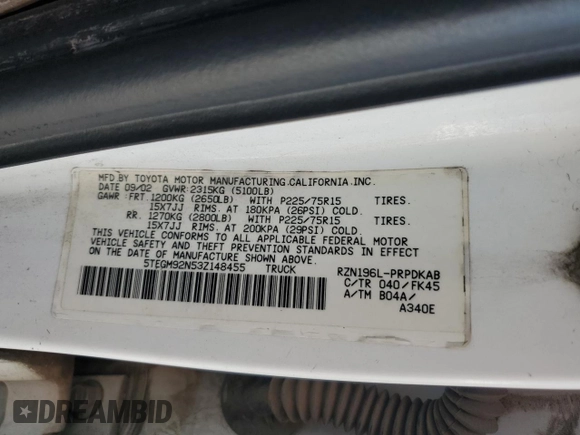 MFD BY TOYOTA MOTOR MANUFACTURING.CALIFORNIA.INC.
DATE 09/02 GVWR 2315KG (5100LB)
GAWR FRT. 1200KG (2650LB) WITH P225/75R15 TIRES.
15X7JJ RIMS. AT 180KPA (26PSI) COLD.
RR. 1270KG (2800LB) WITH P225/75R15 TIRES.
15X7JJ RIMS. AT 200KPA (29PSI) COLD.
THIS VEHICLE CONFORMS TO ALL APPLICABLE FEDERAL MOTOR
VEHICLE SAFETY AND THEFT PREVENTION STANDARDS IN EFFECT
ON THE DATE OF MANUFACTURE SHOWN ABOVE.
5TEGM92N53Z148455 TRUCK RZN196L-PRPDKAB
C/TR 040/FK45
A/TM B04A/
A340E
DREAMBID